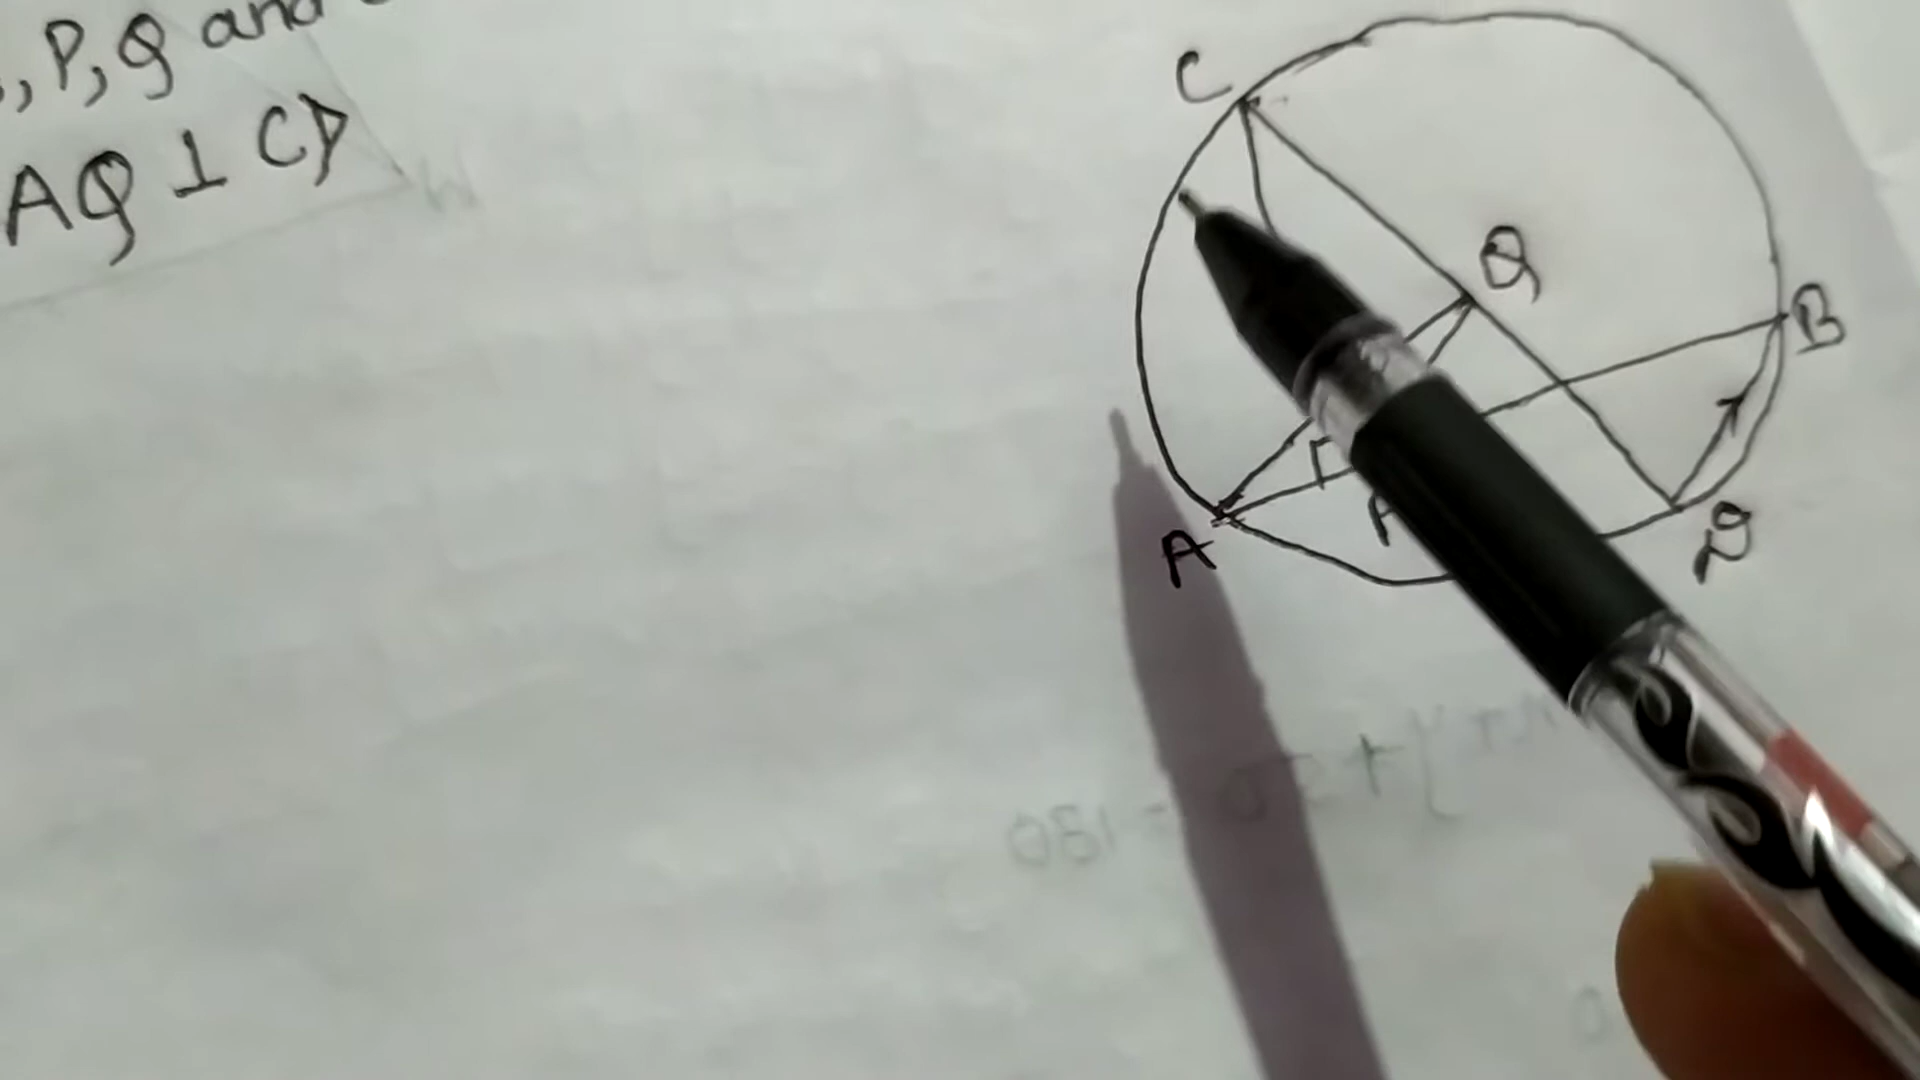 , P, Q and
AQ ⊥ CD
C
Q
B
A
D